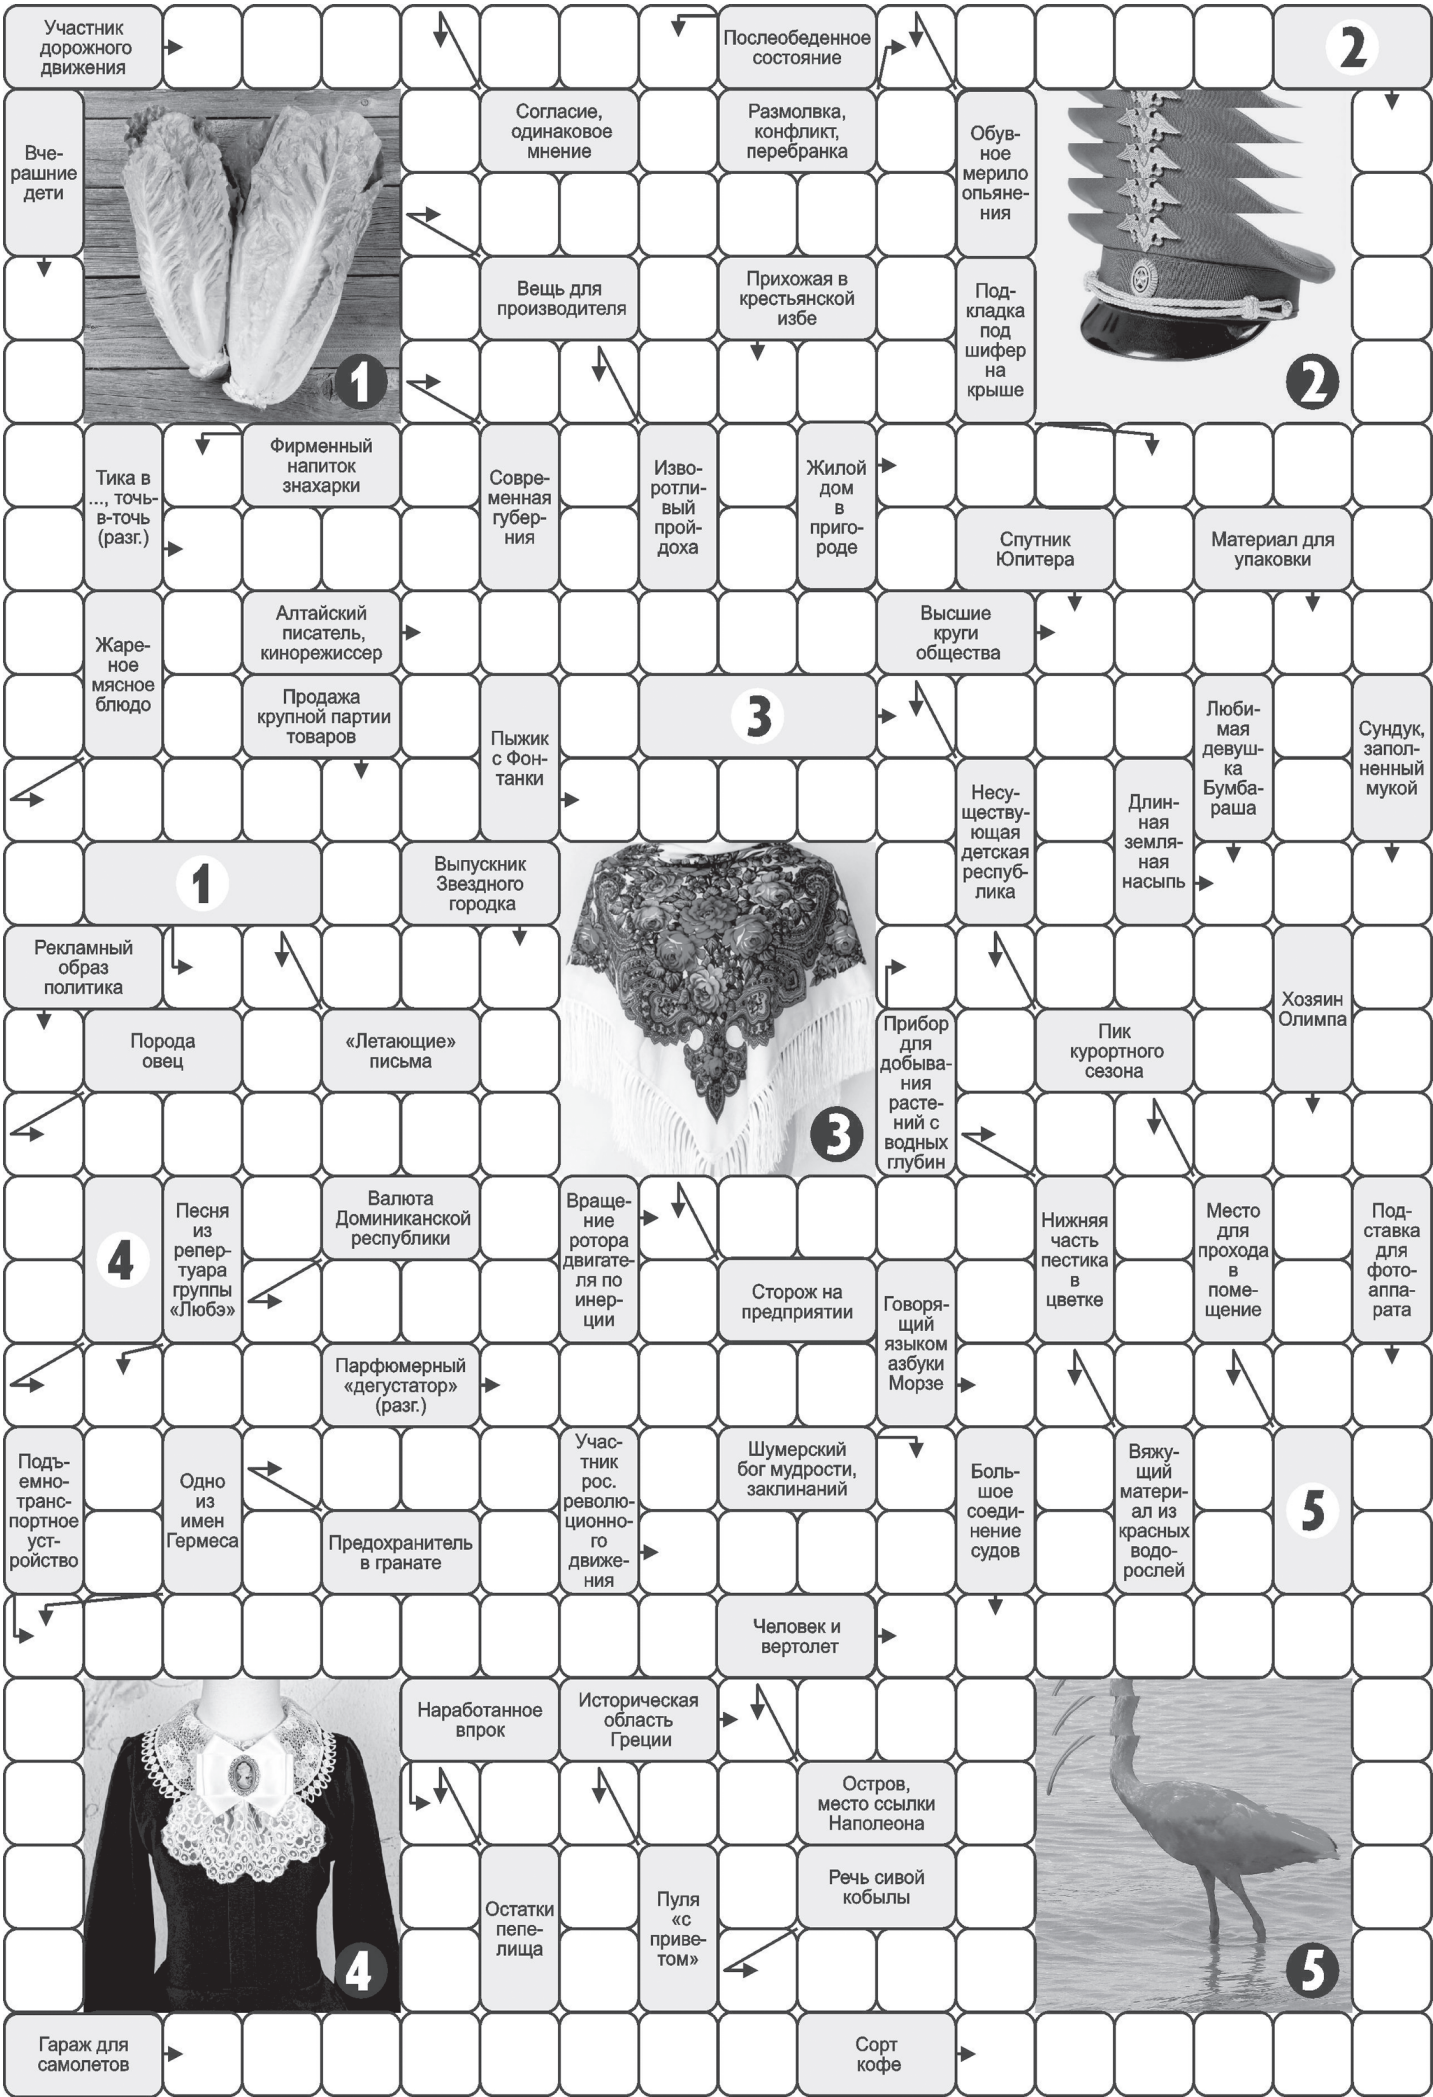 Участник
дорожного
движения
Послеобеденное
состояние
2
Вче-
рашние
дети
Согласие,
одинаковое
мнение
Размолвка,
конфликт,
перебранка
Обув-
ное
мерило
опьяне-
ния
Вещь для
производителя
Прихожая в
крестьянской
избе
Под-
кладка
под
шифер
на
крыше
1
2
Тика в
..., точь-
в-точь
(разг.)
Фирменный
напиток
знахарки
Совре-
менная
губер-
ния
Изво-
ротли-
вый
прой-
доха
Жилой
дом
в
приго-
роде
Спутник
Юпитера
Материал для
упаковки
Жаре-
ное
мясное
блюдо
Алтайский
писатель,
кинорежиссер
Высшие
круги
общества
Продажа
крупной партии
товаров
Пыжик
с Фон-
танки
3
Люби-
мая
девуш-
ка
Бумба-
раша
Сундук,
запол-
ненный
мукой
Несу-
ществу-
ющая
детская
респуб-
лика
Длин-
ная
земля-
ная
насыпь
1
Выпускник
Звездного
городка
Рекламный
образ
политика
Хозяин
Олимпа
Порода
овец
«Летающие»
письма
Прибор
для
добыва-
ния
расте-
ний с
водных
глубин
Пик
курортного
сезона
3
4
Песня
из
репер-
туара
группы
«Любэ»
Валюта
Доминиканской
республики
Враще-
ние
ротора
двигате-
ля по
инер-
ции
Нижняя
часть
пестика
в
цветке
Место
для
прохода
в
поме-
щение
Под-
ставка
для
фото-
аппа-
рата
Сторож на
предприятии
Говоря-
щий
языком
азбуки
Морзе
Парфюмерный
«дегустатор»
(разг.)
Подъ-
емно-
транс-
портное
уст-
ройство
Одно
из
имен
Гермеса
Учас-
тник
рос.
револю-
ционно-
го
движе-
ния
Шумерский
бог мудрости,
заклинаний
Боль-
шое
соеди-
нение
судов
Вяжу-
щий
матери-
ал из
красных
водо-
рослей
5
Предохранитель
в гранате
Человек и
вертолет
Наработанное
впрок
Историческая
область
Греции
Остров,
место ссылки
Наполеона
Остатки
пепе-
лища
Пуля
«с
приве-
том»
Речь сивой
кобылы
4
5
Гараж для
самолетов
Сорт
кофе